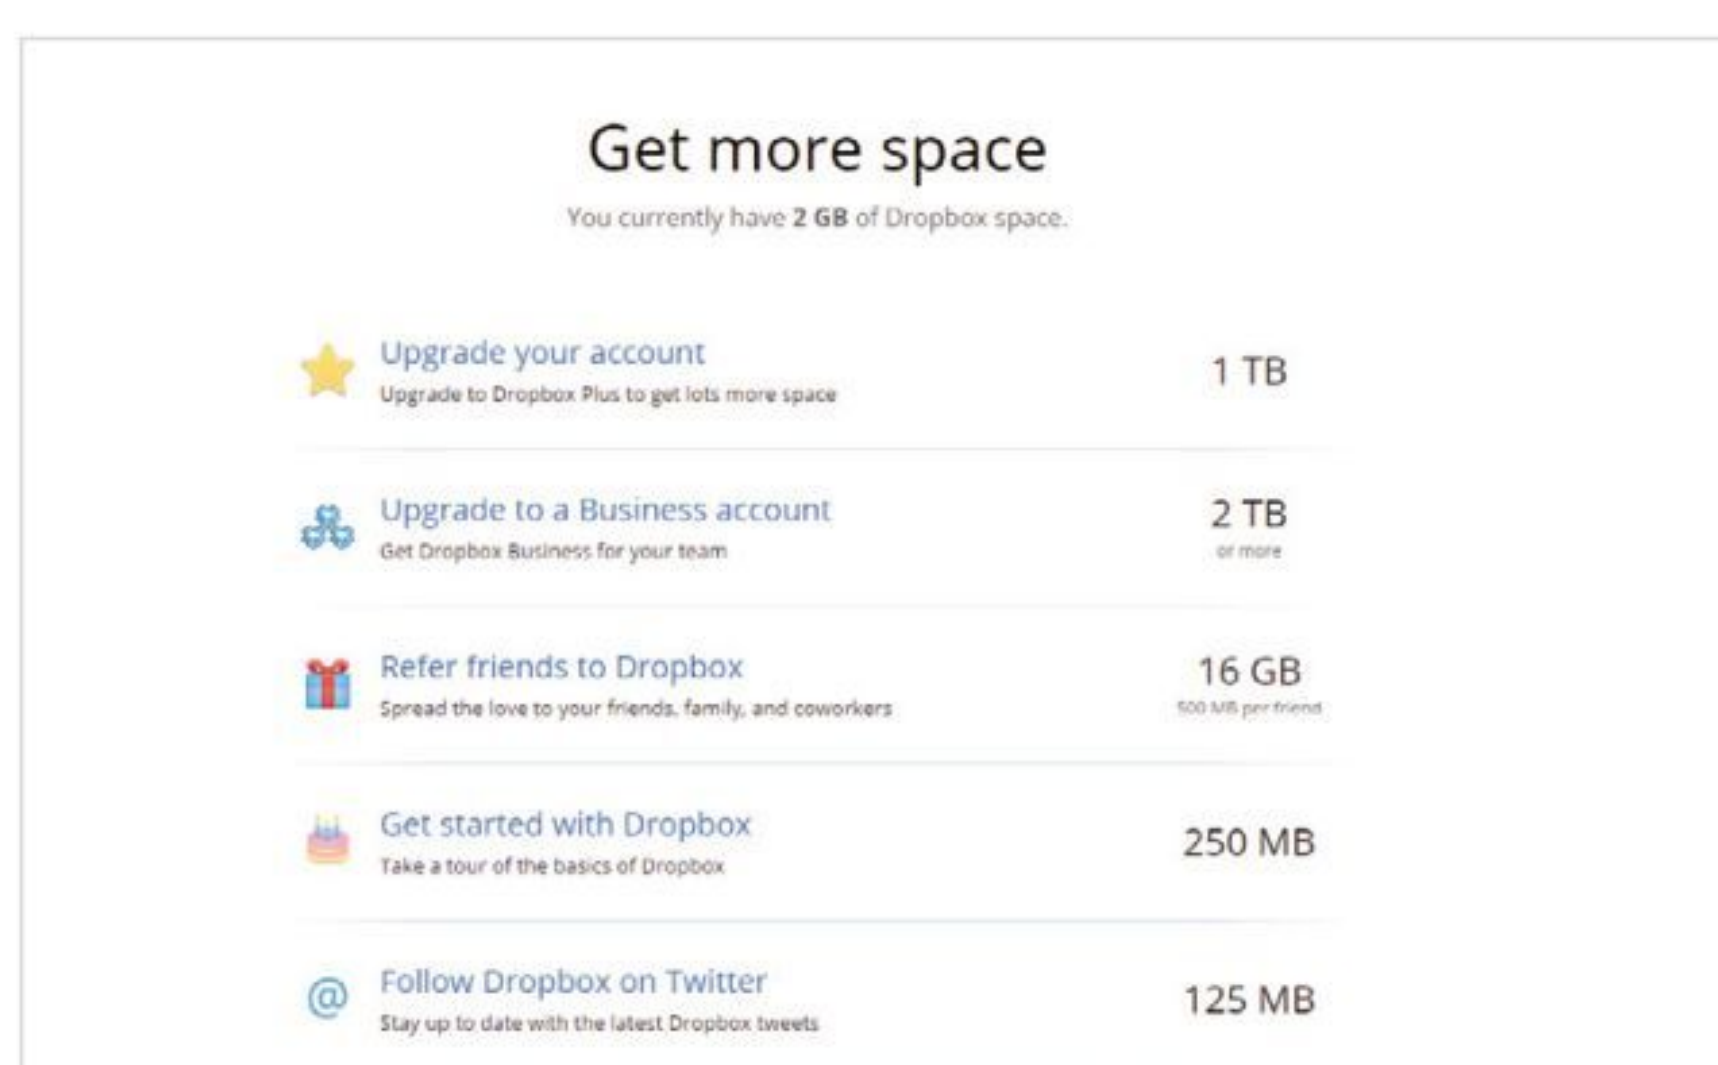 Get more space
You currently have 2 GB of Dropbox space.
Upgrade your account
Upgrade to Dropbox Plus to get lots more space
1 TB
Upgrade to a Business account
Get Dropbox Business for your team
2 TB
or more
Refer friends to Dropbox
Spread the love to your friends, family, and coworkers
16 GB
500 MB per friend
Get started with Dropbox
Take a tour of the basics of Dropbox
250 MB
@
Follow Dropbox on Twitter
Stay up to date with the latest Dropbox tweets
125 MB